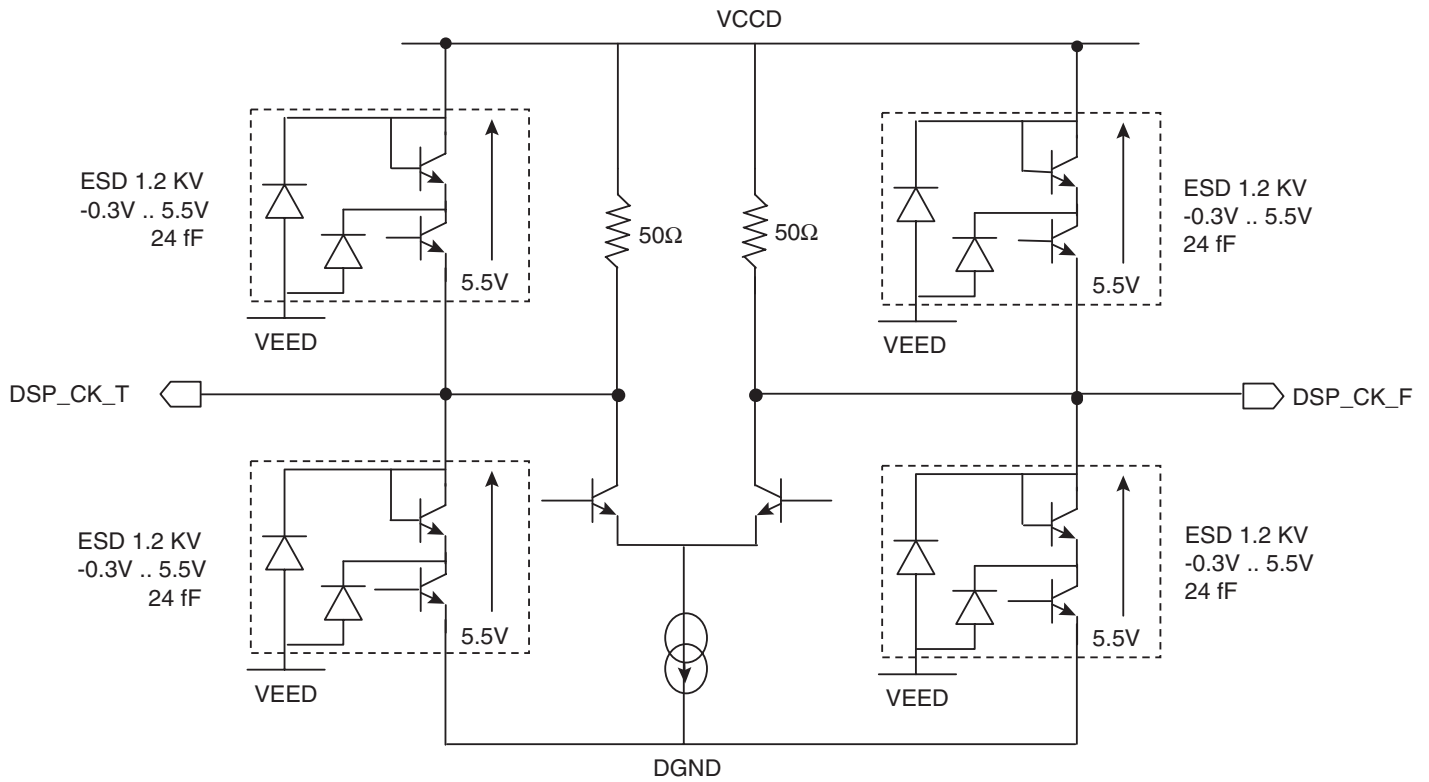 VCCD
ESD 1.2 KV
-0.3V .. 5.5V
24 fF
5.5V
VEED
50Ω
50Ω
ESD 1.2 KV
-0.3V .. 5.5V
24 fF
5.5V
VEED
DSP_CK_T
DSP_CK_F
ESD 1.2 KV
-0.3V .. 5.5V
24 fF
5.5V
VEED
ESD 1.2 KV
-0.3V .. 5.5V
24 fF
5.5V
VEED
DGND